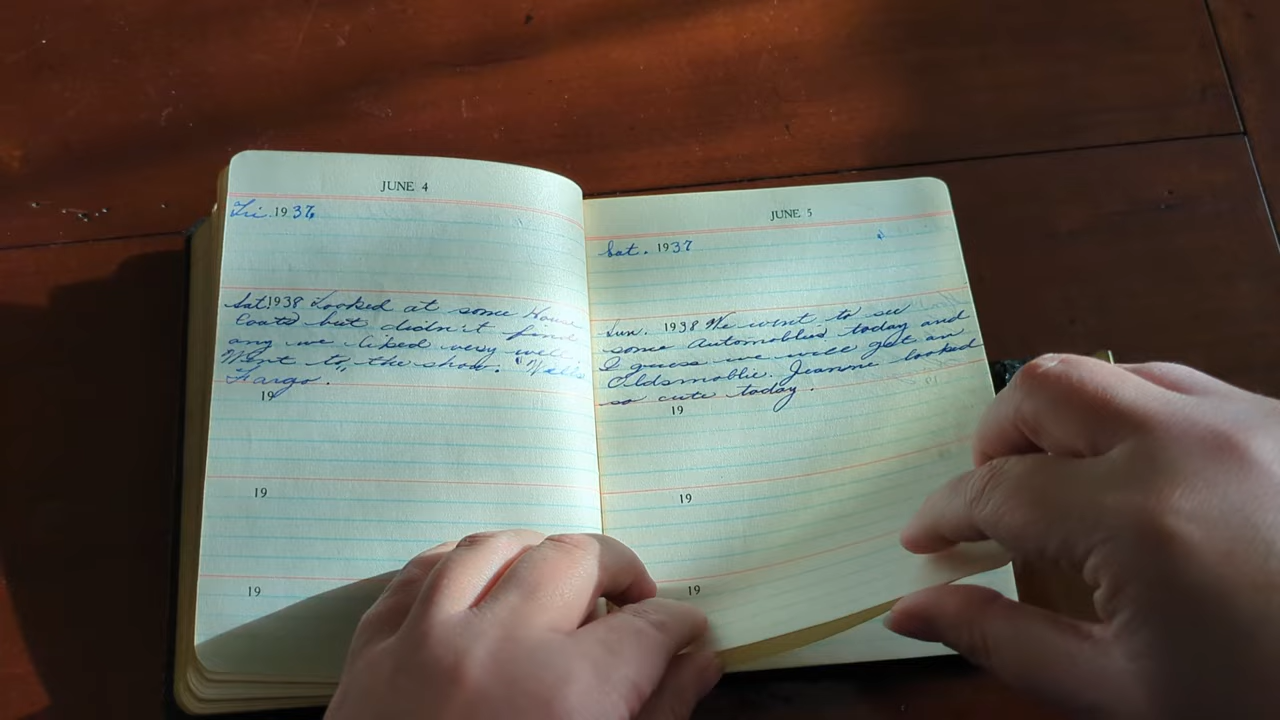 JUNE 4
Fri. 1937
Sat 1938 Looked at some House
Coats but didn't find
any we liked very well.
Went to the show. "Wells
Fargo".
19
19
19
JUNE 5
Sat. 1937
Sun. 1938 We went to see
some Automobiles today and
I guess we will get an
Oldsmobile. Jeanne looked
so cute today.
19
19
19